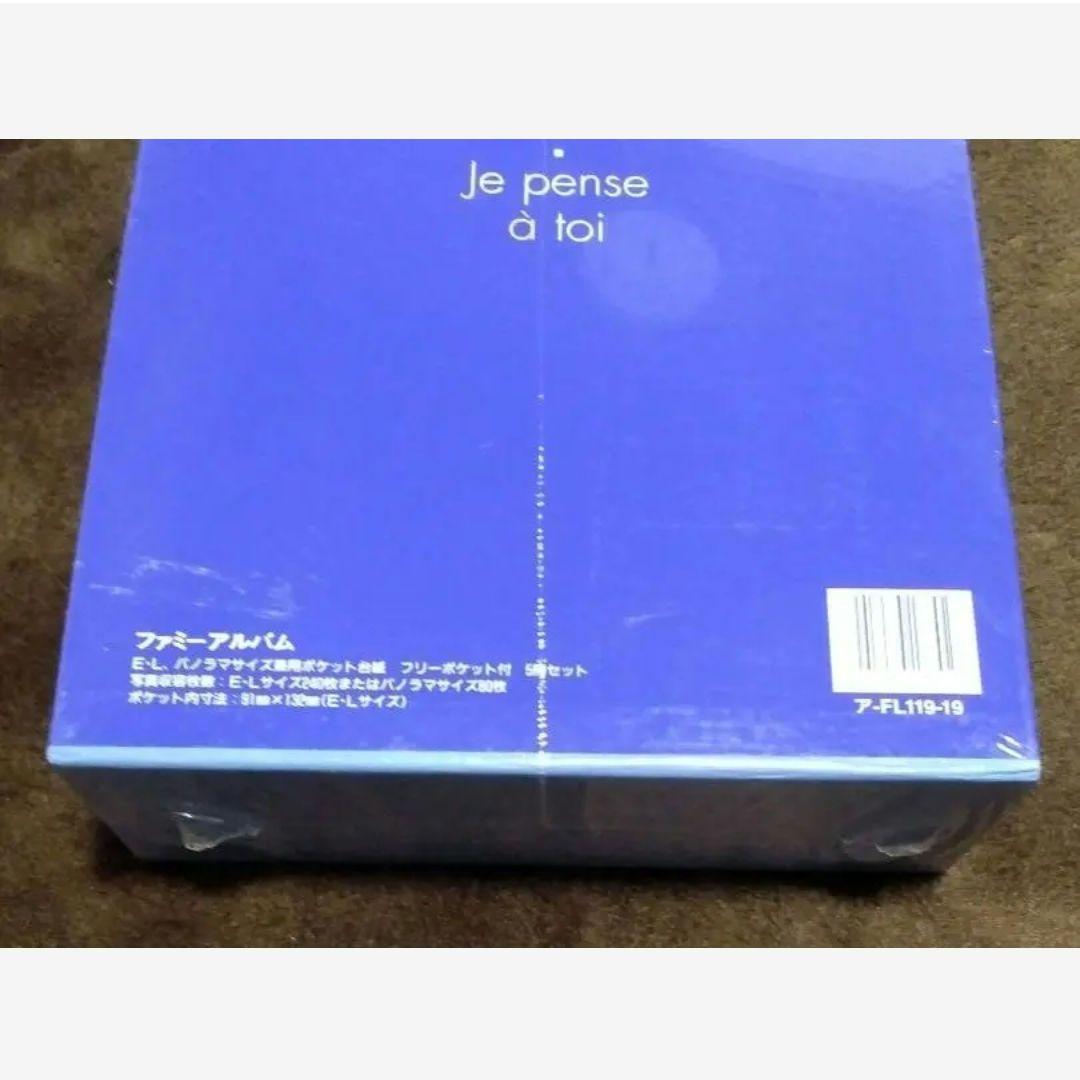 Je pense
à toi
ファミーアルバム
E・L、パノラマサイズ兼用ポケット台紙 フリーポケット付 5冊セット
写真収容枚数：E・Lサイズ240枚またはパノラマサイズ80枚
ポケット内寸法：91mm×132mm(E・Lサイズ)
ア-FL119-19